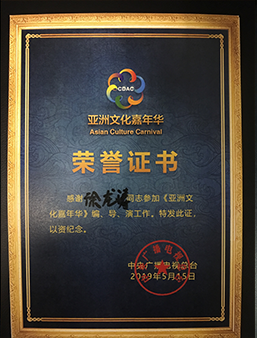 CDAC
亚洲文化嘉年华
Asian Culture Carnival
荣誉证书
感谢徐龙 同志参加《亚洲文
化嘉年华》编、导、演工作。特发此证，
以资纪念。
中央广播电视总台
2019年5月15日